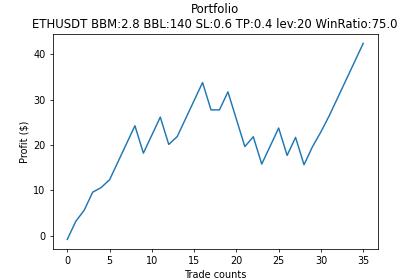 Portfolio
ETHUSDT BBM:2.8 BBL:140 SL:0.6 TP:0.4 lev:20 WinRatio:75.0
40
30
20
10
0
Profit ($)
0 5 10 15 20 25 30 35
Trade counts